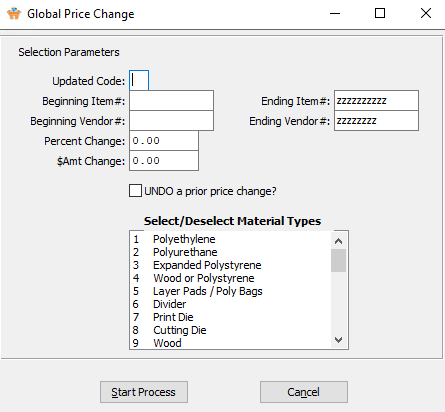 Global Price Change
Selection Parameters
Updated Code:
Beginning Item#: Ending Item#: zzzzzzzzzz
Beginning Vendor#: Ending Vendor#: zzzzzzzz
Percent Change: 0.00
$Amt Change: 0.00
UNDO a prior price change?
Select/Deselect Material Types
1 Polyethylene
2 Polyurethane
3 Expanded Polystyrene
4 Wood or Polystyrene
5 Layer Pads / Poly Bags
6 Divider
7 Print Die
8 Cutting Die
9 Wood
Start Process Cancel